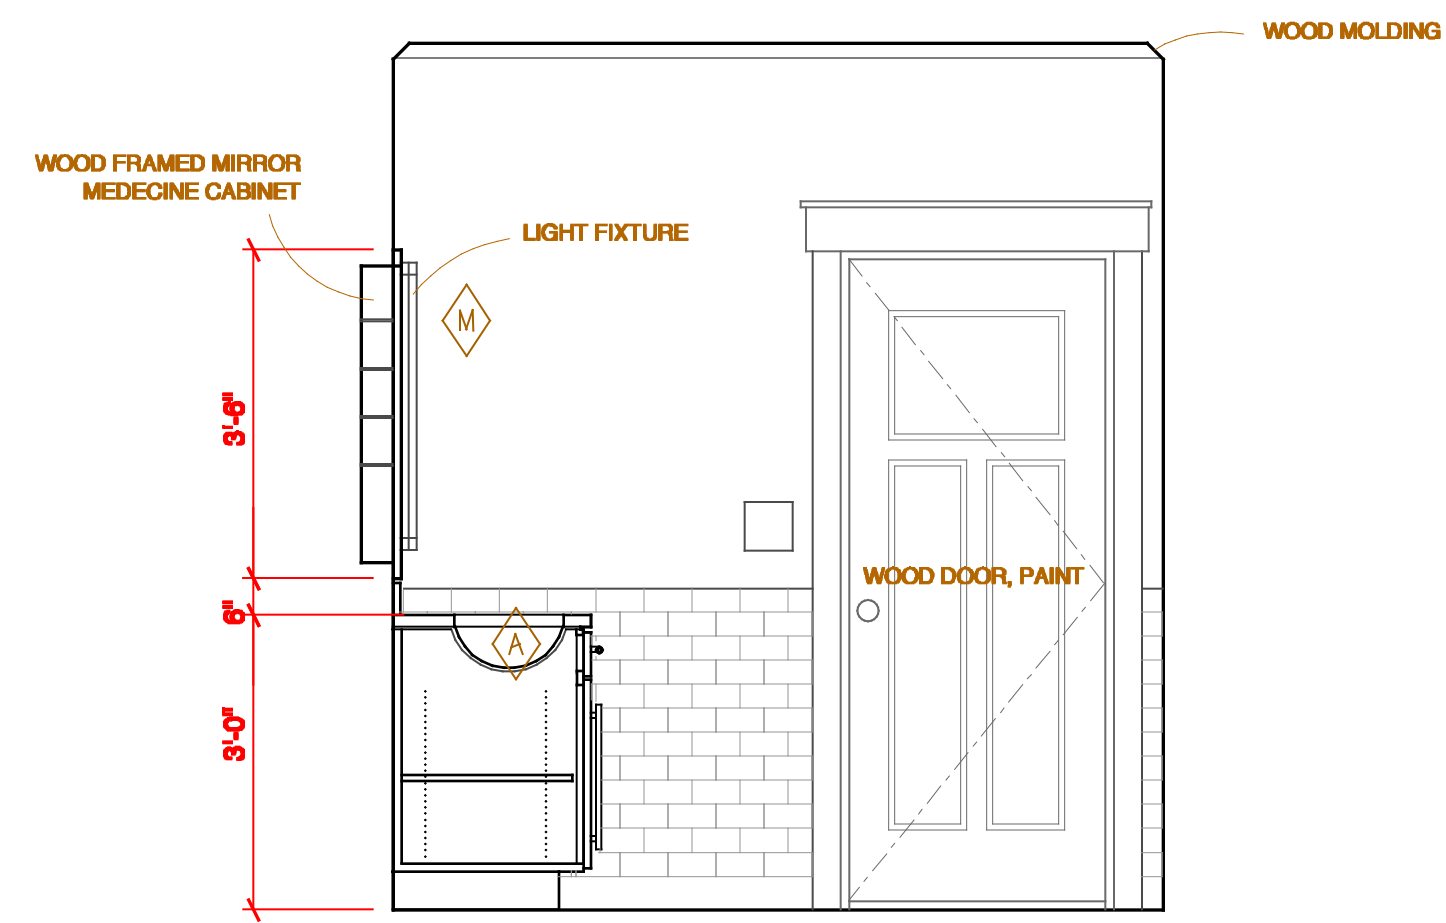 WOOD MOLDING
WOOD FRAMED MIRROR
MEDECINE CABINET
LIGHT FIXTURE
M
3'-6"
WOOD DOOR, PAINT
6"
A
3'-0"